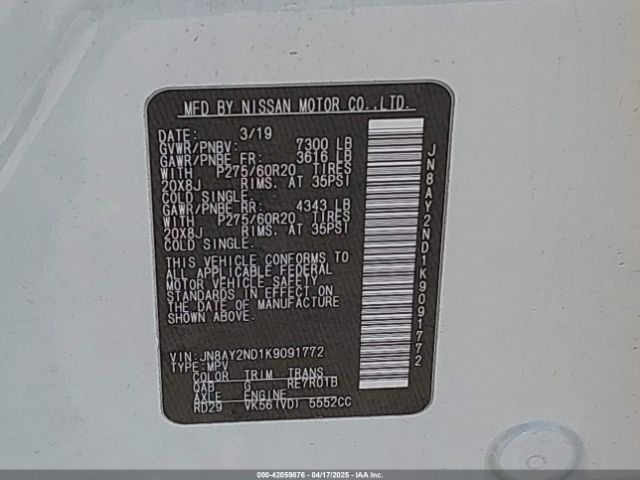 MFD BY NISSAN MOTOR CO.,LTD.
DATE: 3/19
GVWR/PNBV: 7300 LB
GAWR/PNBE FR: 3616 LB
WITH P275/60R20 TIRES
20X8J RIMS. AT 35PSI
COLD SINGLE
GAWR/PNBE RR: 4343 LB
WITH P275/60R20 TIRES
20X8J RIMS. AT 35PSI
COLD SINGLE.
THIS VEHICLE CONFORMS TO
ALL APPLICABLE FEDERAL
MOTOR VEHICLE SAFETY
STANDARDS IN EFFECT ON
THE DATE OF MANUFACTURE
SHOWN ABOVE.
VIN: JN8AY2ND1K9091772
TYPE: MPV
COLOR TRIM TRANS
QAB G RE7R01B
AXLE ENGINE
RD29 VK56(VD) 5552CC
JN8AY2ND1K9091772
000-42059876 - 04/17/2025 - IAAI